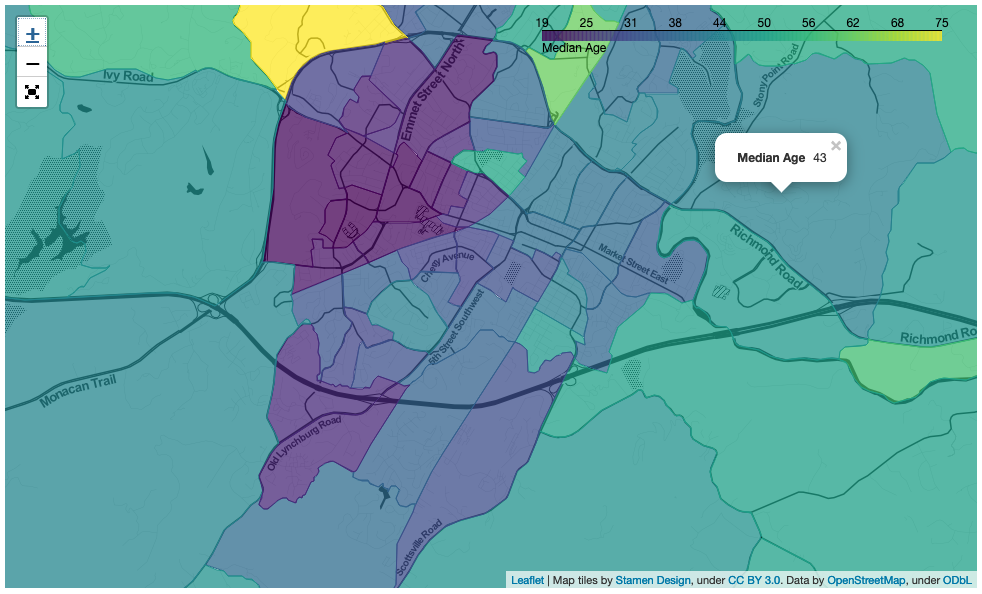 +
−
19 25 31 38 44 50 56 62 68 75
Median Age
Ivy Road
Emmet Street North
Stony Point Road
Median Age 43
×
Richmond Road
Market Street East
Cherry Avenue
5th Street Southwest
Richmond Ro
Monacan Trail
Old Lynchburg Road
Scottsville Road
Leaflet | Map tiles by Stamen Design, under CC BY 3.0. Data by OpenStreetMap, under ODbL